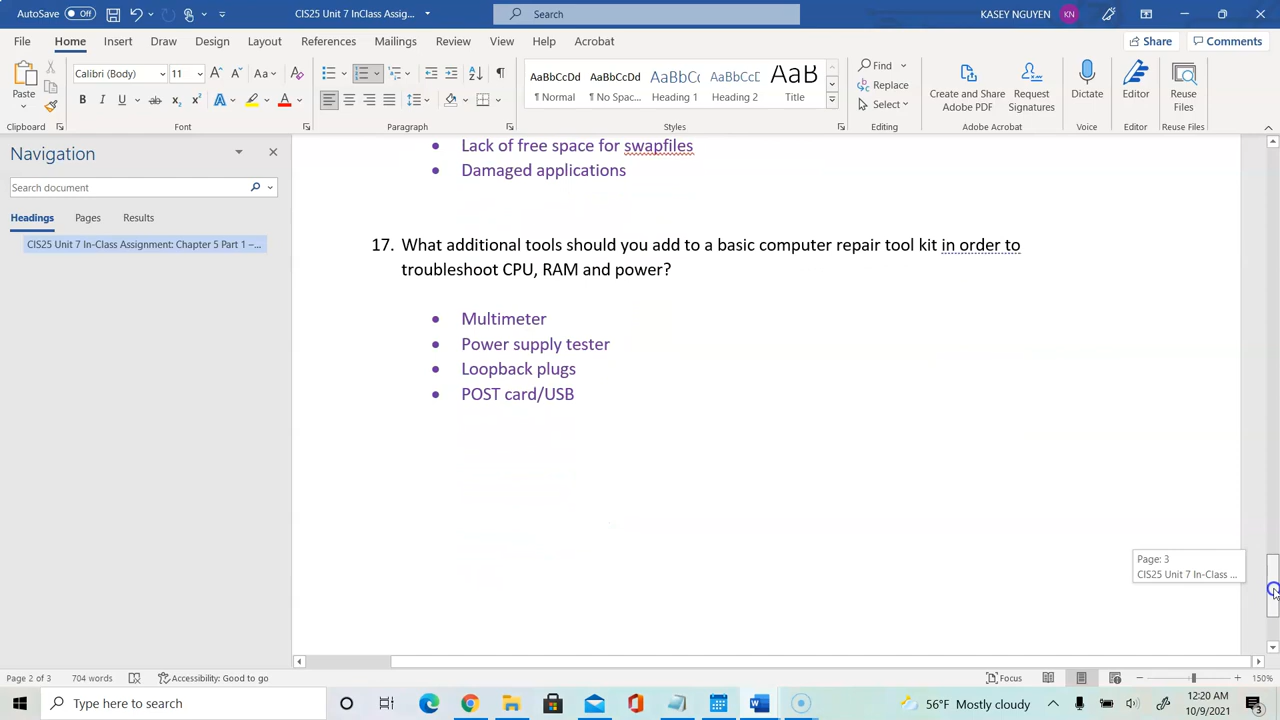 AutoSave Off
CIS25 Unit 7 In-Class Assig...
Search
KASEY NGUYEN
KN
File Home Insert Draw Design Layout References Mailings Review View Help Acrobat
Share
Comments
Paste
Calibri (Body)
11
Clipboard
Font
Paragraph
AaBbCcDd
¶ Normal
AaBbCcDd
¶ No Spac...
AaBbCc
Heading 1
AaBbCcD
Heading 2
AaB
Title
Styles
Find
Replace
Select
Editing
Create and Share
Adobe PDF
Request
Signatures
Adobe Acrobat
Dictate
Voice
Editor
Editor
Reuse
Files
Reuse Files
Navigation
Search document
Headings Pages Results
CIS25 Unit 7 In-Class Assignment: Chapter 5 Part 1 –...
• Lack of free space for swapfiles
• Damaged applications
17. What additional tools should you add to a basic computer repair tool kit in order to
troubleshoot CPU, RAM and power?
• Multimeter
• Power supply tester
• Loopback plugs
• POST card/USB
Page: 3
CIS25 Unit 7 In-Class ...
Page 2 of 3 704 words Accessibility: Good to go
Focus
150%
Type here to search
56°F Mostly cloudy
12:20 AM
10/9/2021
3